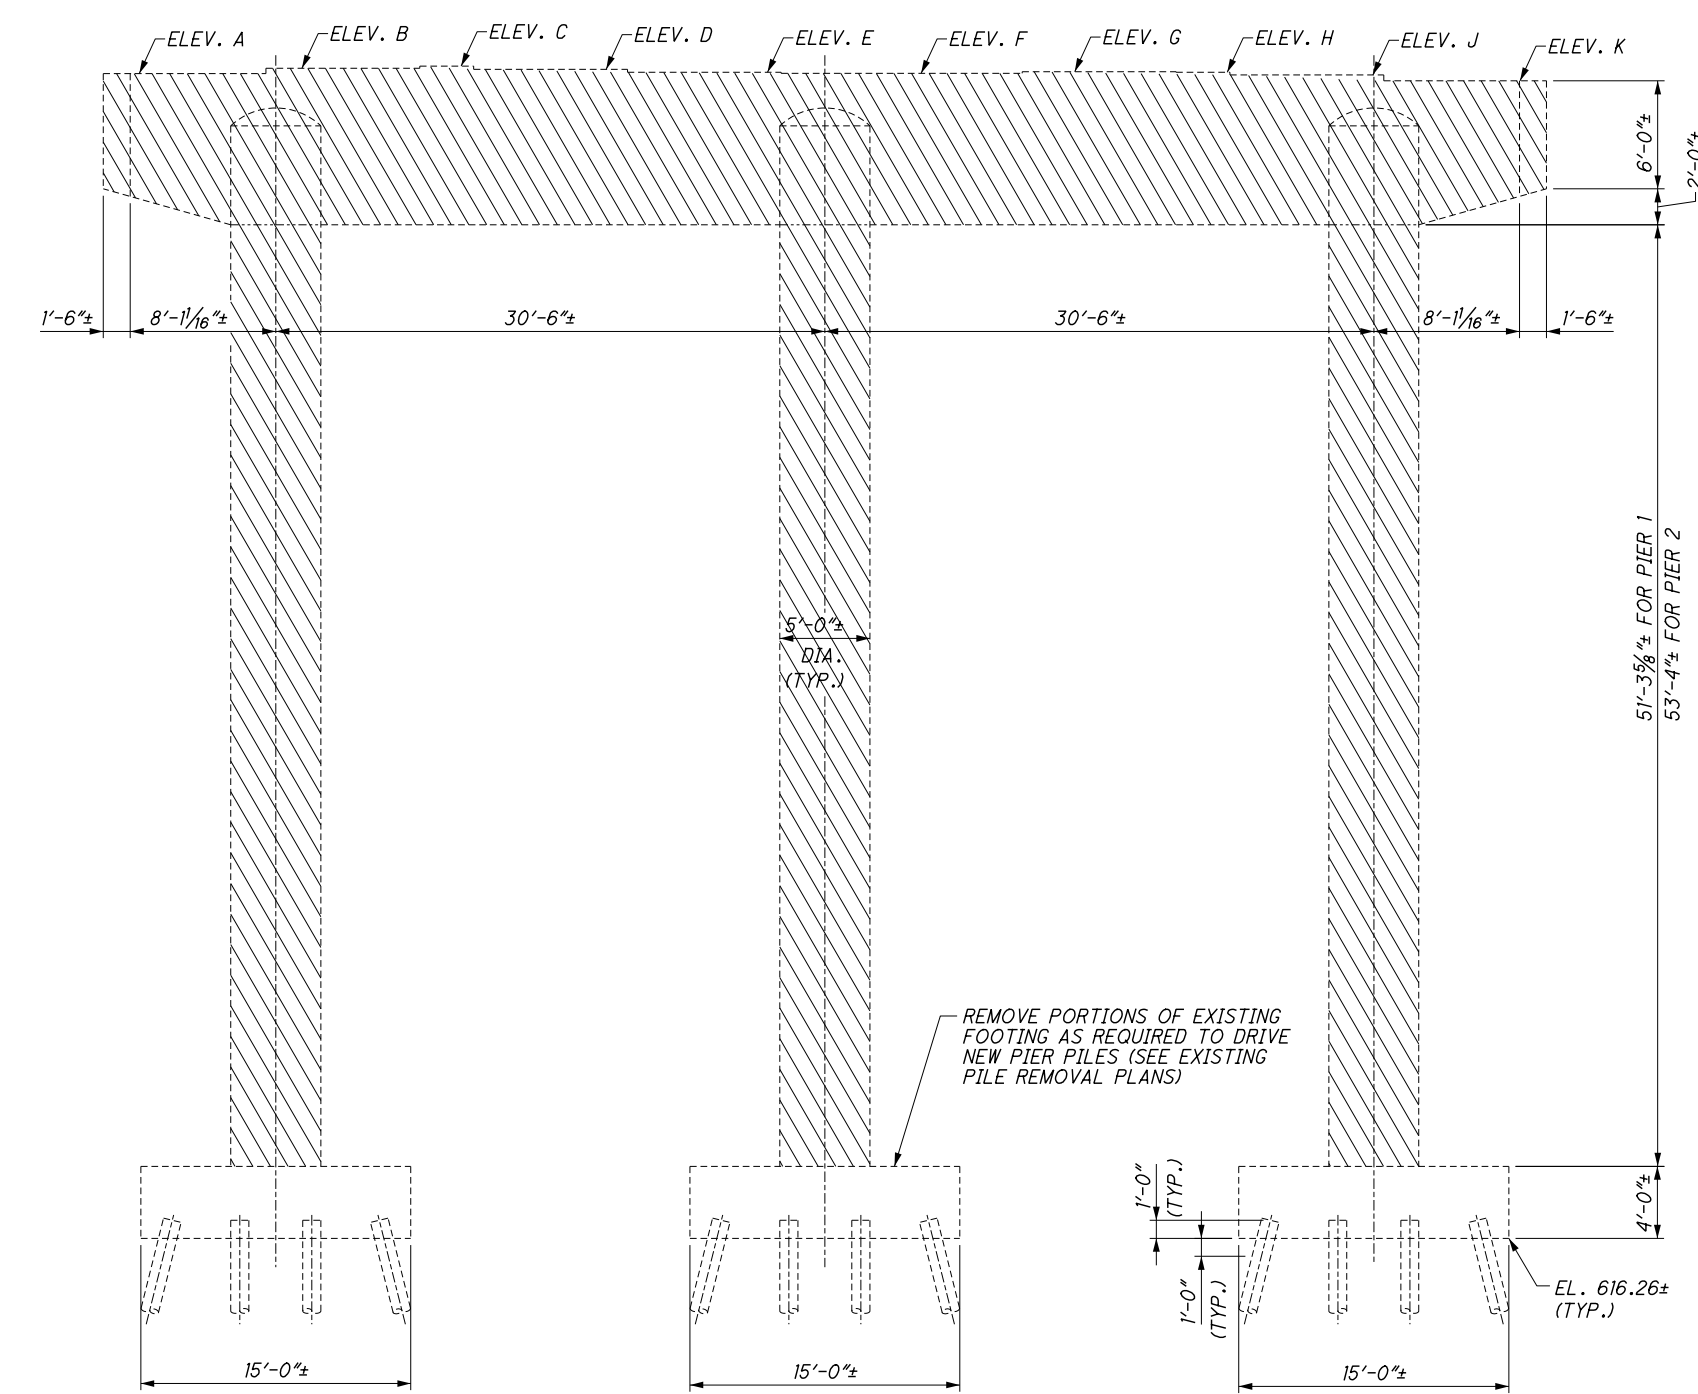 ELEV. A
ELEV. B
ELEV. C
ELEV. D
ELEV. E
ELEV. F
ELEV. G
ELEV. H
ELEV. J
ELEV. K
6'-0"±
2'-0"±
1'-6"±
8'-1 1/16"±
30'-6"±
30'-6"±
8'-1 1/16"±
1'-6"±
51'-3 5/8"± FOR PIER 1
53'-4"± FOR PIER 2
5'-0"±
DIA.
(TYP.)
REMOVE PORTIONS OF EXISTING
FOOTING AS REQUIRED TO DRIVE
NEW PIER PILES (SEE EXISTING
PILE REMOVAL PLANS)
1'-0"
(TYP.)
4'-0"±
1'-0"
(TYP.)
EL. 616.26±
(TYP.)
15'-0"±
15'-0"±
15'-0"±